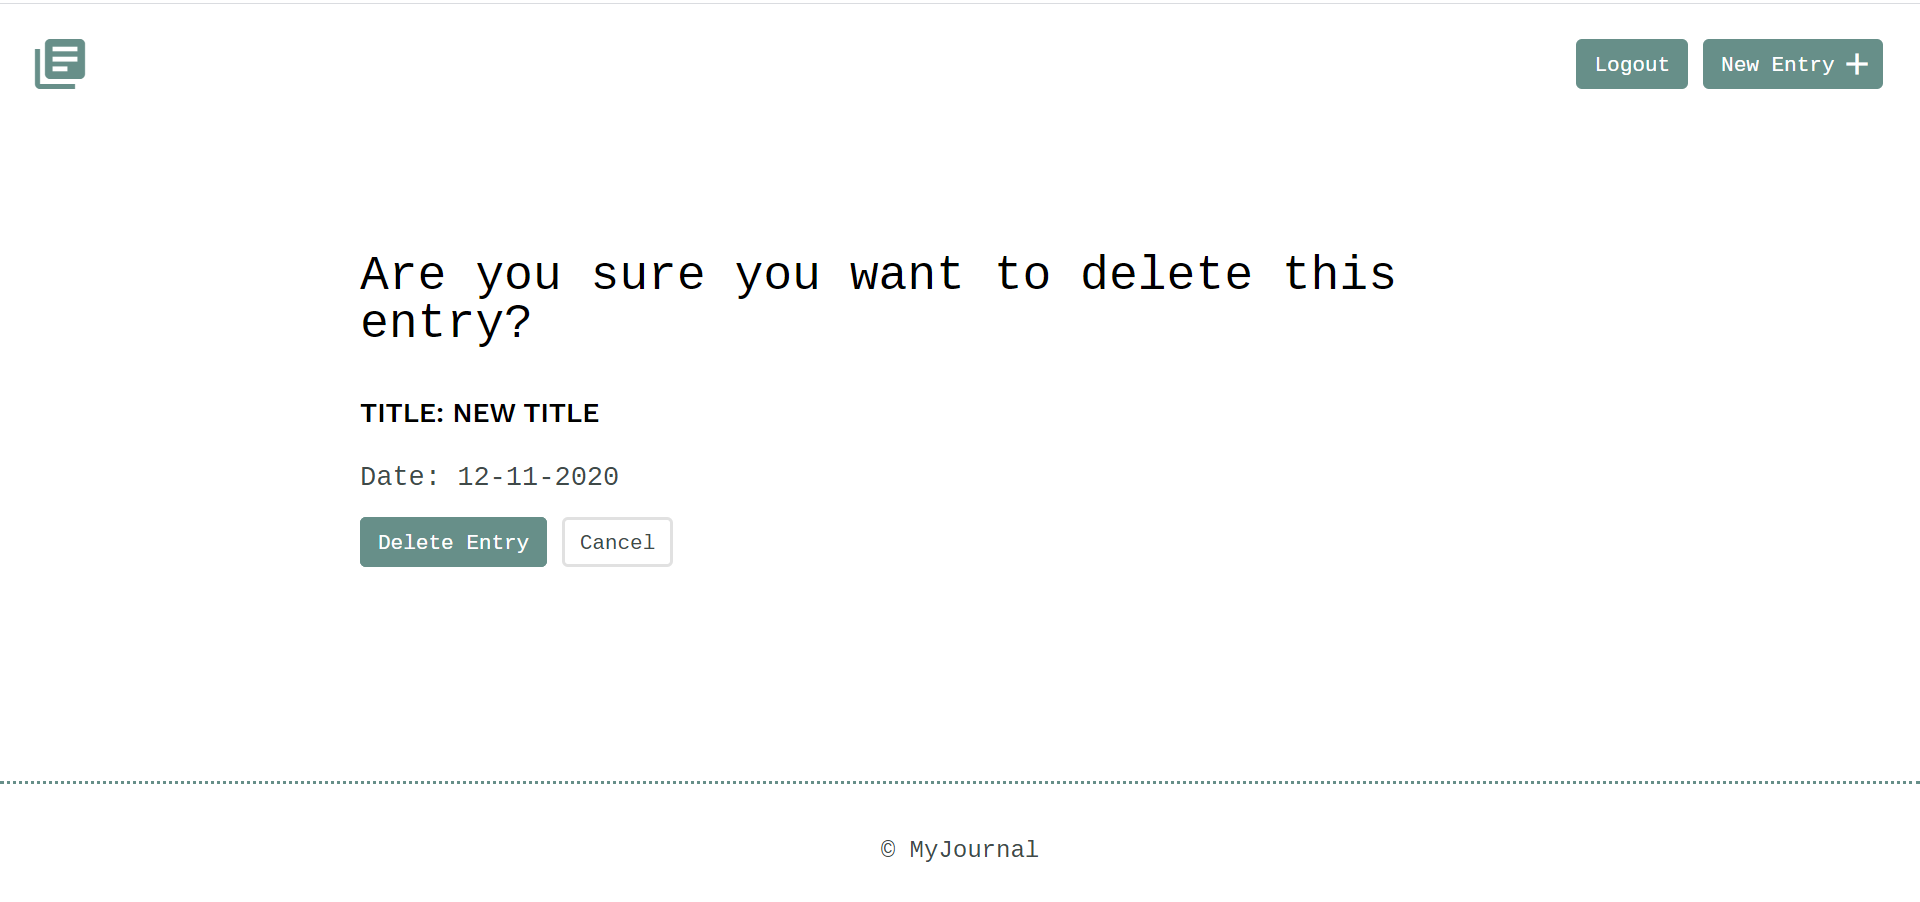 Logout
New Entry
Are you sure you want to delete this
entry?
TITLE: NEW TITLE
Date: 12-11-2020
Delete Entry
Cancel
© MyJournal